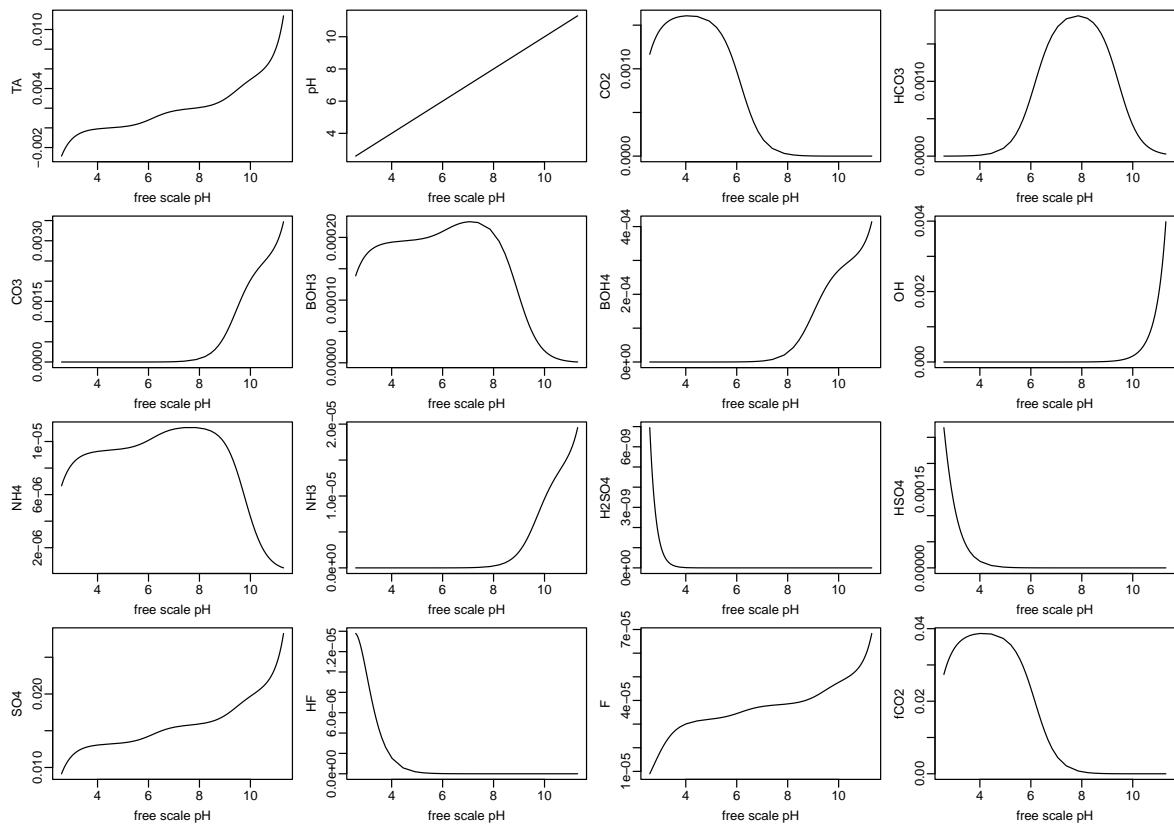 TA
−0.002 0.004 0.010
4 6 8 10
free scale pH
pH
4 6 8 10
4 6 8 10
free scale pH
CO2
0.0000 0.0010
4 6 8 10
free scale pH
HCO3
0.0000 0.0010
4 6 8 10
free scale pH
CO3
0.0000 0.0015 0.0030
4 6 8 10
free scale pH
BOH3
0.00000 0.00010 0.00020
4 6 8 10
free scale pH
BOH4
0e+00 2e−04 4e−04
4 6 8 10
free scale pH
OH
0.000 0.002 0.004
4 6 8 10
free scale pH
NH4
2e−06 6e−06 1e−05
4 6 8 10
free scale pH
NH3
0.0e+00 1.0e−05 2.0e−05
4 6 8 10
free scale pH
H2SO4
0e+00 3e−09 6e−09
4 6 8 10
free scale pH
HSO4
0.00000 0.00015
4 6 8 10
free scale pH
SO4
0.010 0.020
4 6 8 10
free scale pH
HF
0.0e+00 6.0e−06 1.2e−05
4 6 8 10
free scale pH
F
1e−05 4e−05 7e−05
4 6 8 10
free scale pH
fCO2
0.00 0.02 0.04
4 6 8 10
free scale pH